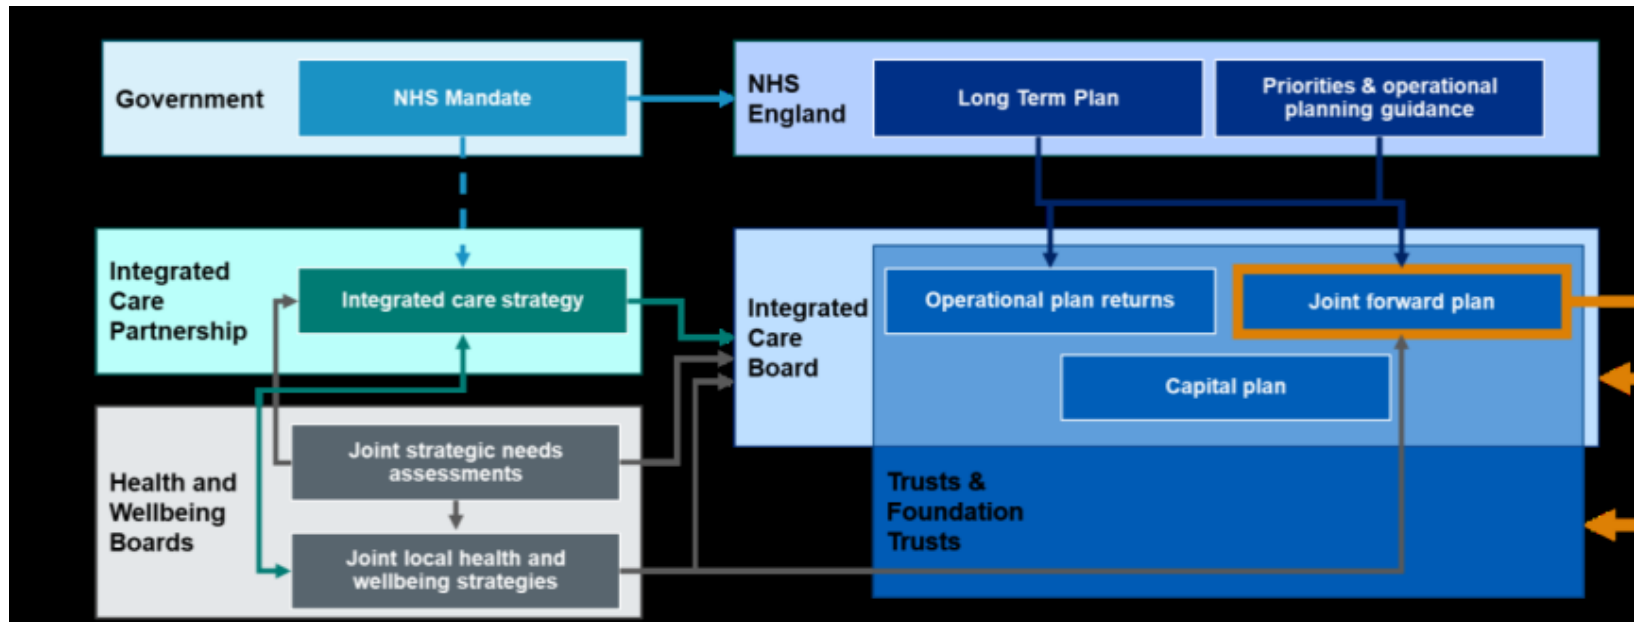 Government
NHS Mandate
NHS
England
Long Term Plan
Priorities & operational
planning guidance
Integrated
Care
Partnership
Integrated care strategy
Integrated
Care
Board
Operational plan returns
Joint forward plan
Capital plan
Health and
Wellbeing
Boards
Joint strategic needs
assessments
Joint local health and
wellbeing strategies
Trusts &
Foundation
Trusts